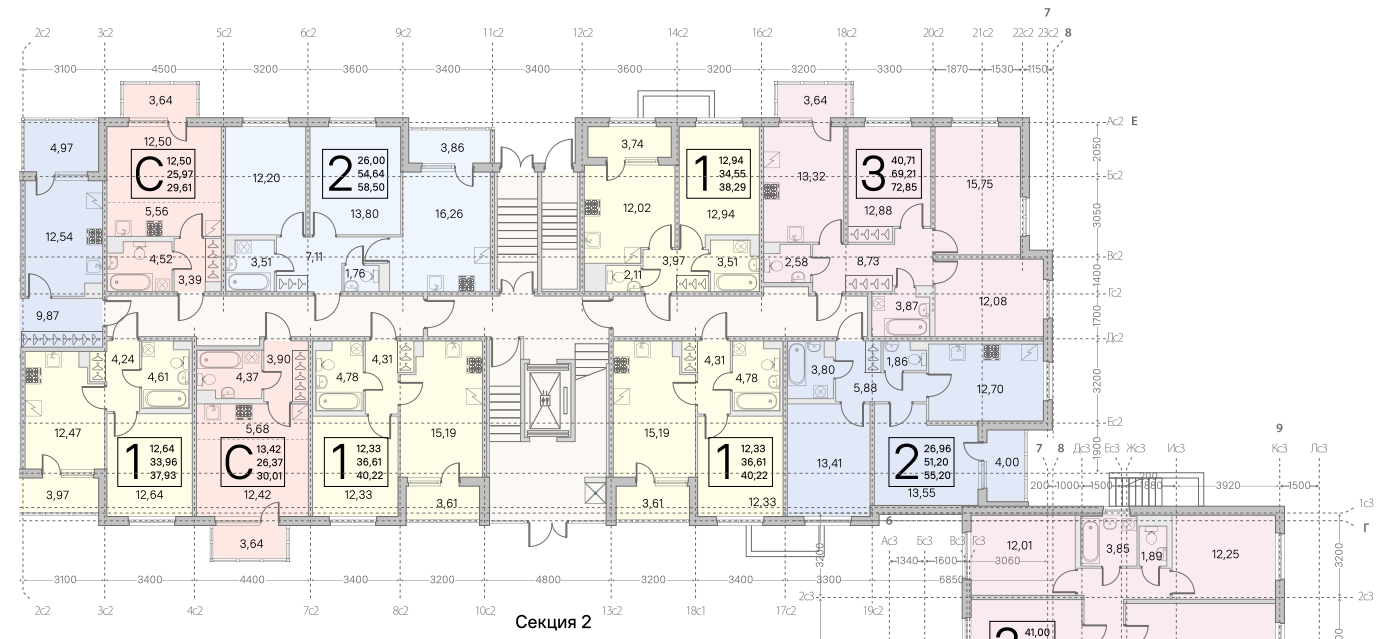 7
2с2 3с2 5с2 6с2 9с2 11с2 12с2 14с2 16с2 18с2 20с2 21с2 22с2 23с2 8
3100 4500 3200 3600 3400 3400 3600 3200 3200 3300 1870 1530 1150
3,64 3,64
Ас2 Е
4,97 12,50 3,86 3,74 2050
С 12,50 25,97 29,61
2 26,00 54,64 58,50
1 12,94 34,55 38,29
3 40,71 69,21 72,85
Бс2
12,20 13,32 15,75
5,56 13,80 16,26 12,02 12,94 12,88 3050
12,54
4,52 3,51 7,11 3,97 3,51 2,58 8,73 Вс2
3,39 1,76 2,11 1400
Гс2
9,87 3,87 12,08
1700
Дс2
4,24 3,90 4,31 4,31 1,86
4,61 4,37 4,78 4,78 3,80 5,88 12,70 3200
12,47 5,68 15,19 15,19 Ес2
9
1 12,64 33,96 37,93
С 13,42 26,37 30,01
1 12,33 36,61 40,22
1 12,33 36,61 40,22
2 26,96 51,20 55,20
13,41 4,00 1900
7 8 Дс3 Ес3 Жс3 Ис3 Кс3 Лс3
3,97 12,64 12,42 12,33 3,61 3,61 12,33 13,55
200 1000 1500 200 1880 3920 1500
1с3
6 Г
3,64
Ас3 Бс3 Вс3 Гс3
12,01 3,85 1,89 12,25
3200 3200
1340 1600 3060
3100 3400 4400 3400 3200 4800 3200 3400 3300 6850
2с3 2с3
2с2 3с2 4с2 7с2 8с2 10с2 13с2 18с1 17с2 19с2
Секция 2
41,00